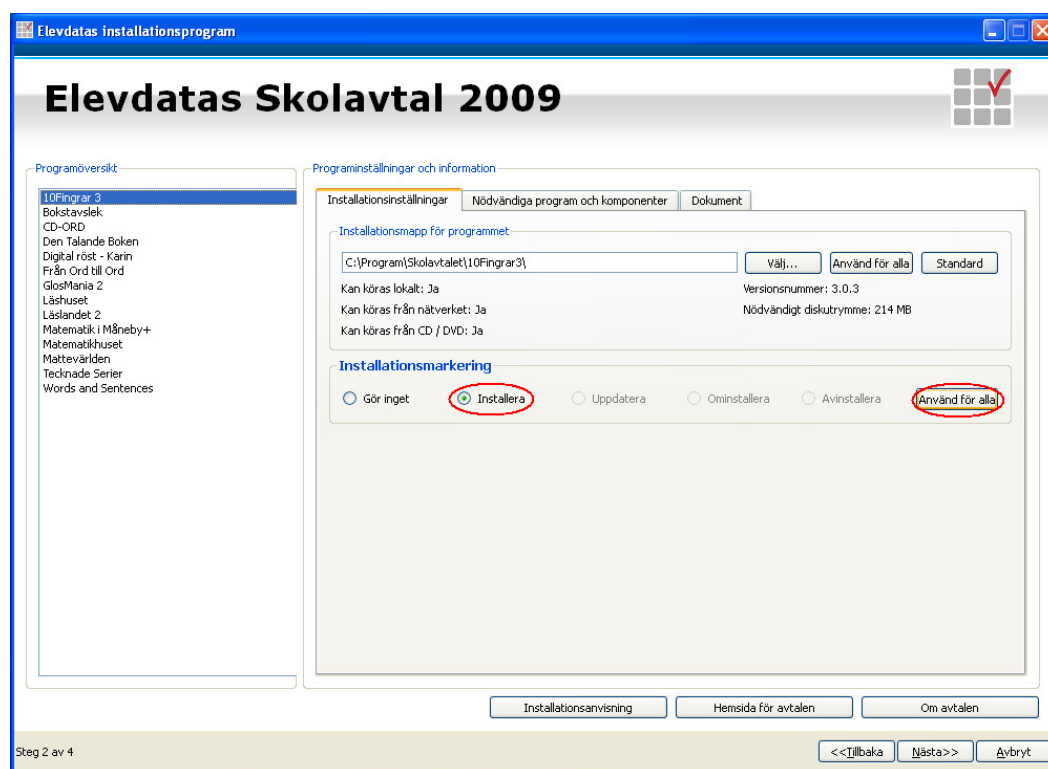 Elevdatas installationsprogram
Elevdatas Skolavtal 2009
Programöversikt
10Fingrar 3
Bokstavslek
CD-ORD
Den Talande Boken
Digital röst - Karin
Från Ord till Ord
GlosMania 2
Läshuset
Läslandet 2
Matematik i Måneby+
Matematikhuset
Mattevärlden
Tecknade Serier
Words and Sentences
Programinställningar och information
Installationsinställningar Nödvändiga program och komponenter Dokument
Installationsmapp för programmet
C:\Program\Skolavtalet\10Fingrar3\ Välj... Använd för alla Standard
Kan köras lokalt: Ja Versionsnummer: 3.0.3
Kan köras från nätverket: Ja Nödvändigt diskutrymme: 214 MB
Kan köras från CD / DVD: Ja
Installationsmarkering
Gör inget Installera Uppdatera Ominstallera Avinstallera Använd för alla
Installationsanvisning Hemsida för avtalen Om avtalen
Steg 2 av 4 <<Tillbaka Nästa>> Avbryt